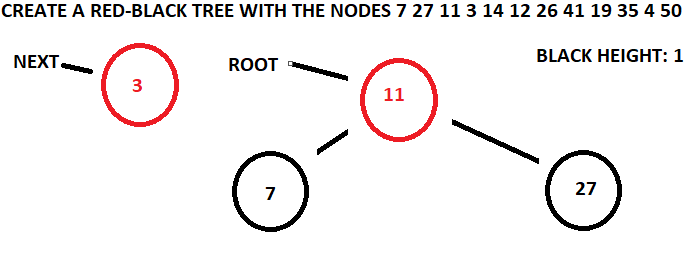 CREATE A RED-BLACK TREE WITH THE NODES 7 27 11 3 14 12 26 41 19 35 4 50
NEXT
3
ROOT
11
BLACK HEIGHT: 1
7
27